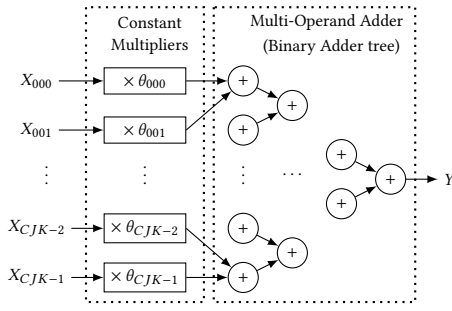 Constant
Multipliers
Multi-Operand Adder
(Binary Adder tree)
X000 × θ000 +
+
X001 × θ001 +
+
⋮ ⋮ ⋮ ⋯ + Y
+
XCJK−2 × θCJK−2 +
+
XCJK−1 × θCJK−1 +